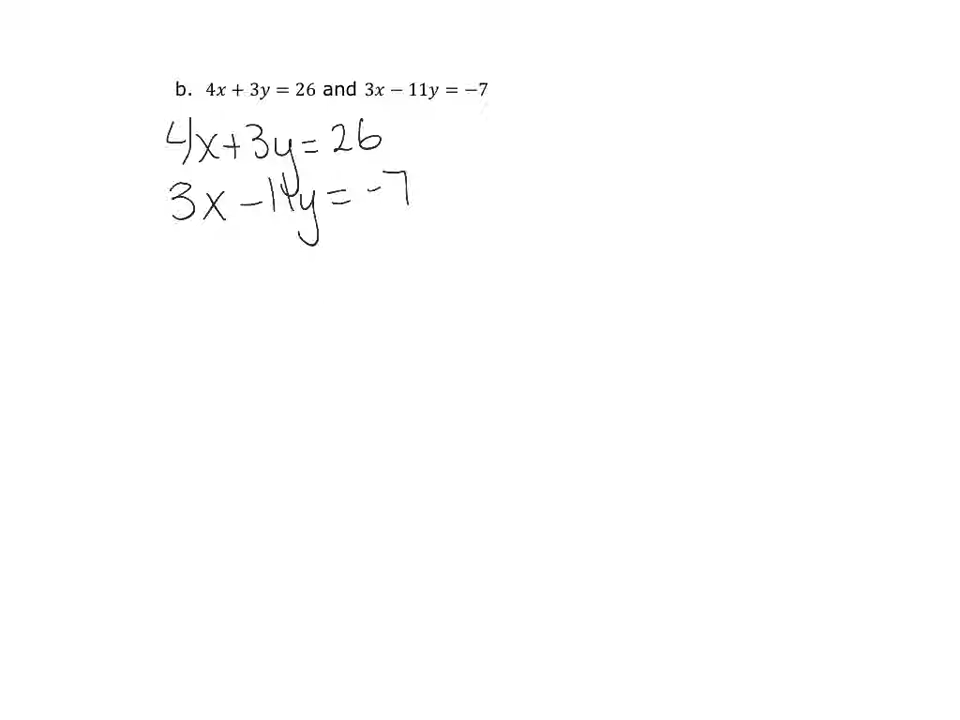 b. 4x + 3y = 26 and 3x − 11y = −7
4x+3y=26
3x-11y=-7